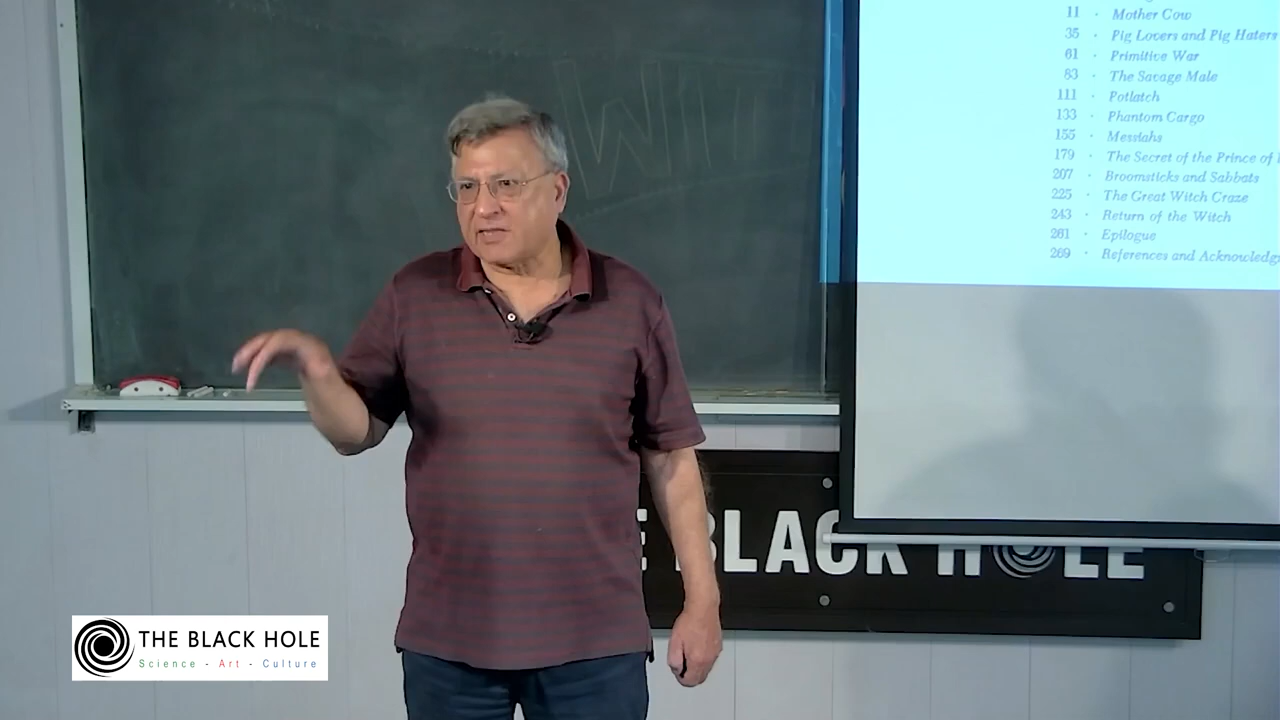 11 · Mother Cow
35 · Pig Lovers and Pig Haters
61 · Primitive War
83 · The Savage Male
111 · Potlatch
133 · Phantom Cargo
155 · Messiahs
179 · The Secret of the Prince of
207 · Broomsticks and Sabbats
225 · The Great Witch Craze
243 · Return of the Witch
261 · Epilogue
269 · References and Acknowledg
BLACK HOLE
THE BLACK HOLE
Science - Art - Culture